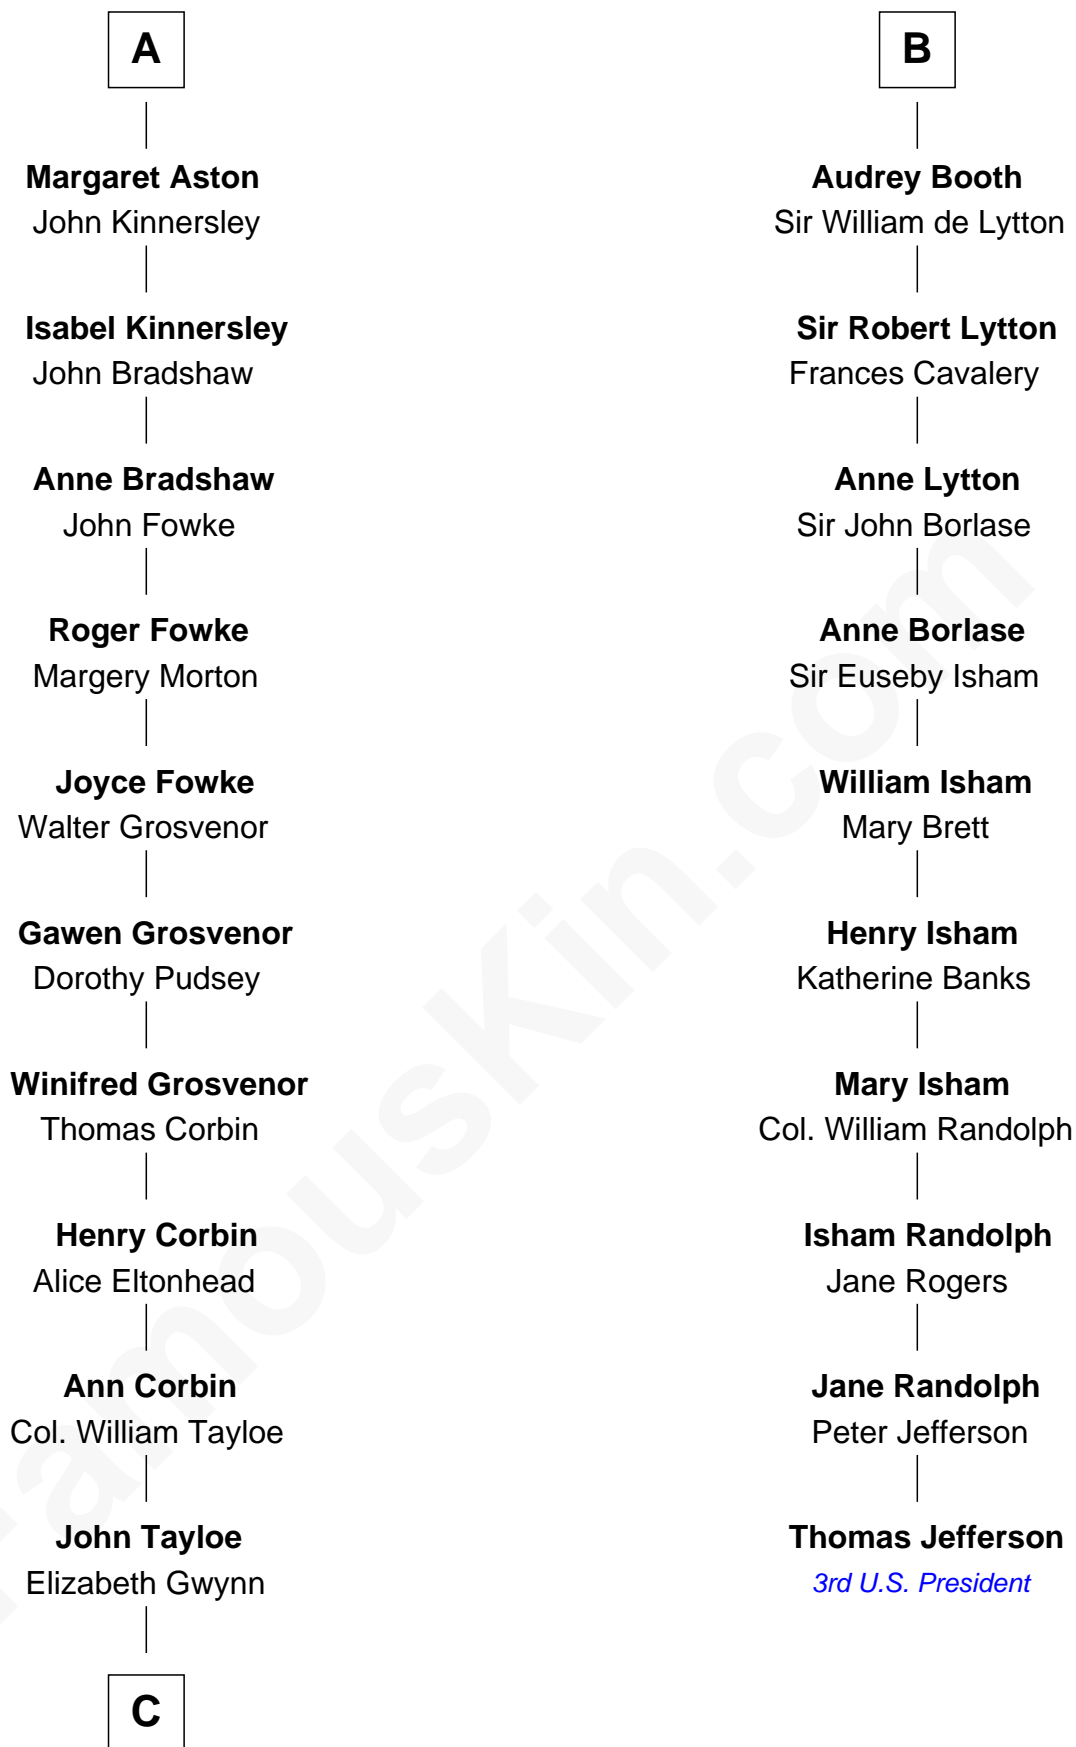 A
Margaret Aston
John Kinnersley
Isabel Kinnersley
John Bradshaw
Anne Bradshaw
John Fowke
Roger Fowke
Margery Morton
Joyce Fowke
Walter Grosvenor
Gawen Grosvenor
Dorothy Pudsey
Winifred Grosvenor
Thomas Corbin
Henry Corbin
Alice Eltonhead
Ann Corbin
Col. William Tayloe
John Tayloe
Elizabeth Gwynn
C
B
Audrey Booth
Sir William de Lytton
Sir Robert Lytton
Frances Cavalery
Anne Lytton
Sir John Borlase
Anne Borlase
Sir Euseby Isham
William Isham
Mary Brett
Henry Isham
Katherine Banks
Mary Isham
Col. William Randolph
Isham Randolph
Jane Rogers
Jane Randolph
Peter Jefferson
Thomas Jefferson
3rd U.S. President
FamousKin.com